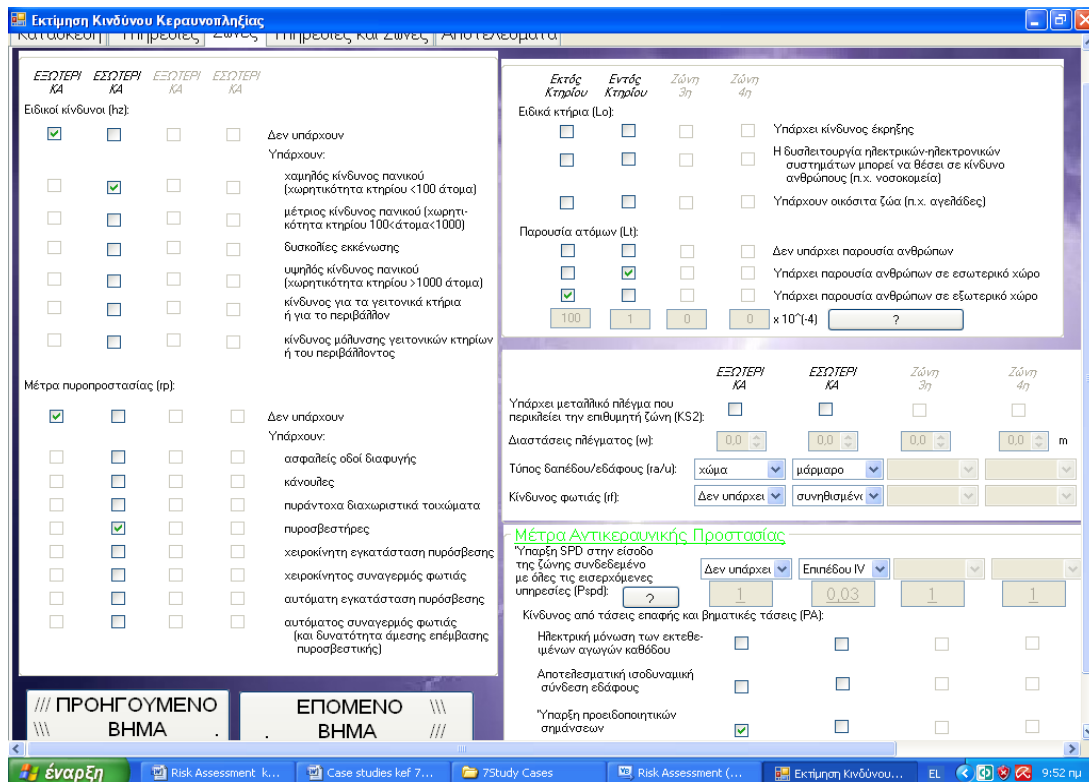 Εκτίμηση Κινδύνου Κεραυνοπληξίας
Κατασκευή Υπηρεσίες Ζώνες Υπηρεσίες και Ζώνες Αποτελέσματα
ΕΞΩΤΕΡΙ ΕΣΩΤΕΡΙ ΕΞΩΤΕΡΙ ΕΣΩΤΕΡΙ
ΚΑ ΚΑ ΚΑ ΚΑ
Ειδικοί κίνδυνοι (hz):
Δεν υπάρχουν
Υπάρχουν:
χαμηλός κίνδυνος πανικού
(χωρητικότητα κτηρίου <100 άτομα)
μέτριος κίνδυνος πανικού (χωρητι-
κότητα κτηρίου 100<άτομα<1000)
δυσκολίες εκκένωσης
υψηλός κίνδυνος πανικού
(χωρητικότητα κτηρίου >1000 άτομα)
κίνδυνος για τα γειτονικά κτήρια
ή για το περιβάλλον
κίνδυνος μόλυνσης γειτονικών κτηρίων
ή του περιβάλλοντος
Μέτρα πυροπροστασίας (rp):
Δεν υπάρχουν
Υπάρχουν:
ασφαλείς οδοί διαφυγής
κάνουλες
πυράντοχα διαχωριστικά τοιχώματα
πυροσβεστήρες
χειροκίνητη εγκατάσταση πυρόσβεσης
χειροκίνητος συναγερμός φωτιάς
αυτόματη εγκατάσταση πυρόσβεσης
αυτόματος συναγερμός φωτιάς
(και δυνατότητα άμεσης επέμβασης
πυροσβεστικής)
/// ΠΡΟΗΓΟΥΜΕΝΟ
\\\ ΒΗΜΑ .
ΕΠΟΜΕΝΟ \\\
. ΒΗΜΑ ///
Εκτός Εντός Ζώνη Ζώνη
Κτηρίου Κτηρίου 3η 4η
Ειδικά κτήρια (Lo):
Υπάρχει κίνδυνος έκρηξης
Η δυσλειτουργία ηλεκτρικών-ηλεκτρονικών
συστημάτων μπορεί να θέσει σε κίνδυνο
ανθρώπους (π.χ. νοσοκομεία)
Υπάρχουν οικόσιτα ζώα (π.χ. αγελάδες)
Παρουσία ατόμων (Lt):
Δεν υπάρχει παρουσία ανθρώπων
Υπάρχει παρουσία ανθρώπων σε εσωτερικό χώρο
Υπάρχει παρουσία ανθρώπων σε εξωτερικό χώρο
100 1 0 0 x 10^(-4) ?
ΕΞΩΤΕΡΙ ΕΣΩΤΕΡΙ Ζώνη Ζώνη
ΚΑ ΚΑ 3η 4η
Υπάρχει μεταλλικό πλέγμα που
περικλείει την επιθυμητή ζώνη (KS2):
Διαστάσεις πλέγματος (w): 0,0 0,0 0,0 0,0 m
Τύπος δαπέδου/εδάφους (ra/u): χώμα μάρμαρο
Κίνδυνος φωτιάς (rf): Δεν υπάρχει συνηθισμένο
Μέτρα Αντικεραυνικής Προστασίας
Ύπαρξη SPD στην είσοδο
της ζώνης συνδεδεμένο
με όλες τις εισερχόμενες
υπηρεσίες (Pspd): ?
Δεν υπάρχει Επιπέδου IV
1 0,03 1 1
Κίνδυνος από τάσεις επαφής και βηματικές τάσεις (PA):
Ηλεκτρική μόνωση των εκτεθε-
ιμένων αγωγών καθόδου
Αποτελεσματική ισοδυναμική
σύνδεση εδάφους
Ύπαρξη προειδοποιητικών
σημάνσεων
έναρξη Risk Assessment κ... Case studies kef 7... 7Study Cases Risk Assessment (... Εκτίμηση Κινδύνου... EL 9:52 πμ